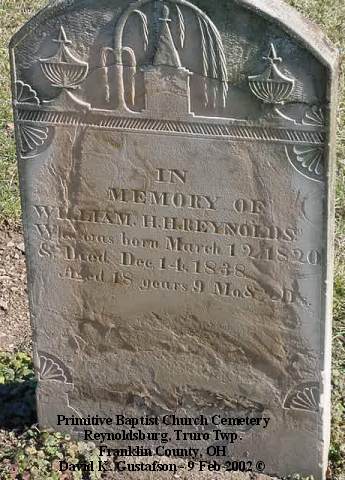 IN
MEMORY OF
WILLIAM. H. H. REYNOLDS.
Who was born March 12, 1820
& Died Dec. 14, 1838
Aged 18 years 9 Mo. & 2 D's.
Primitive Baptist Church Cemetery
Reynoldsburg, Truro Twp.
Franklin County, OH
David K. Gustafson - 9 Feb 2002 ©